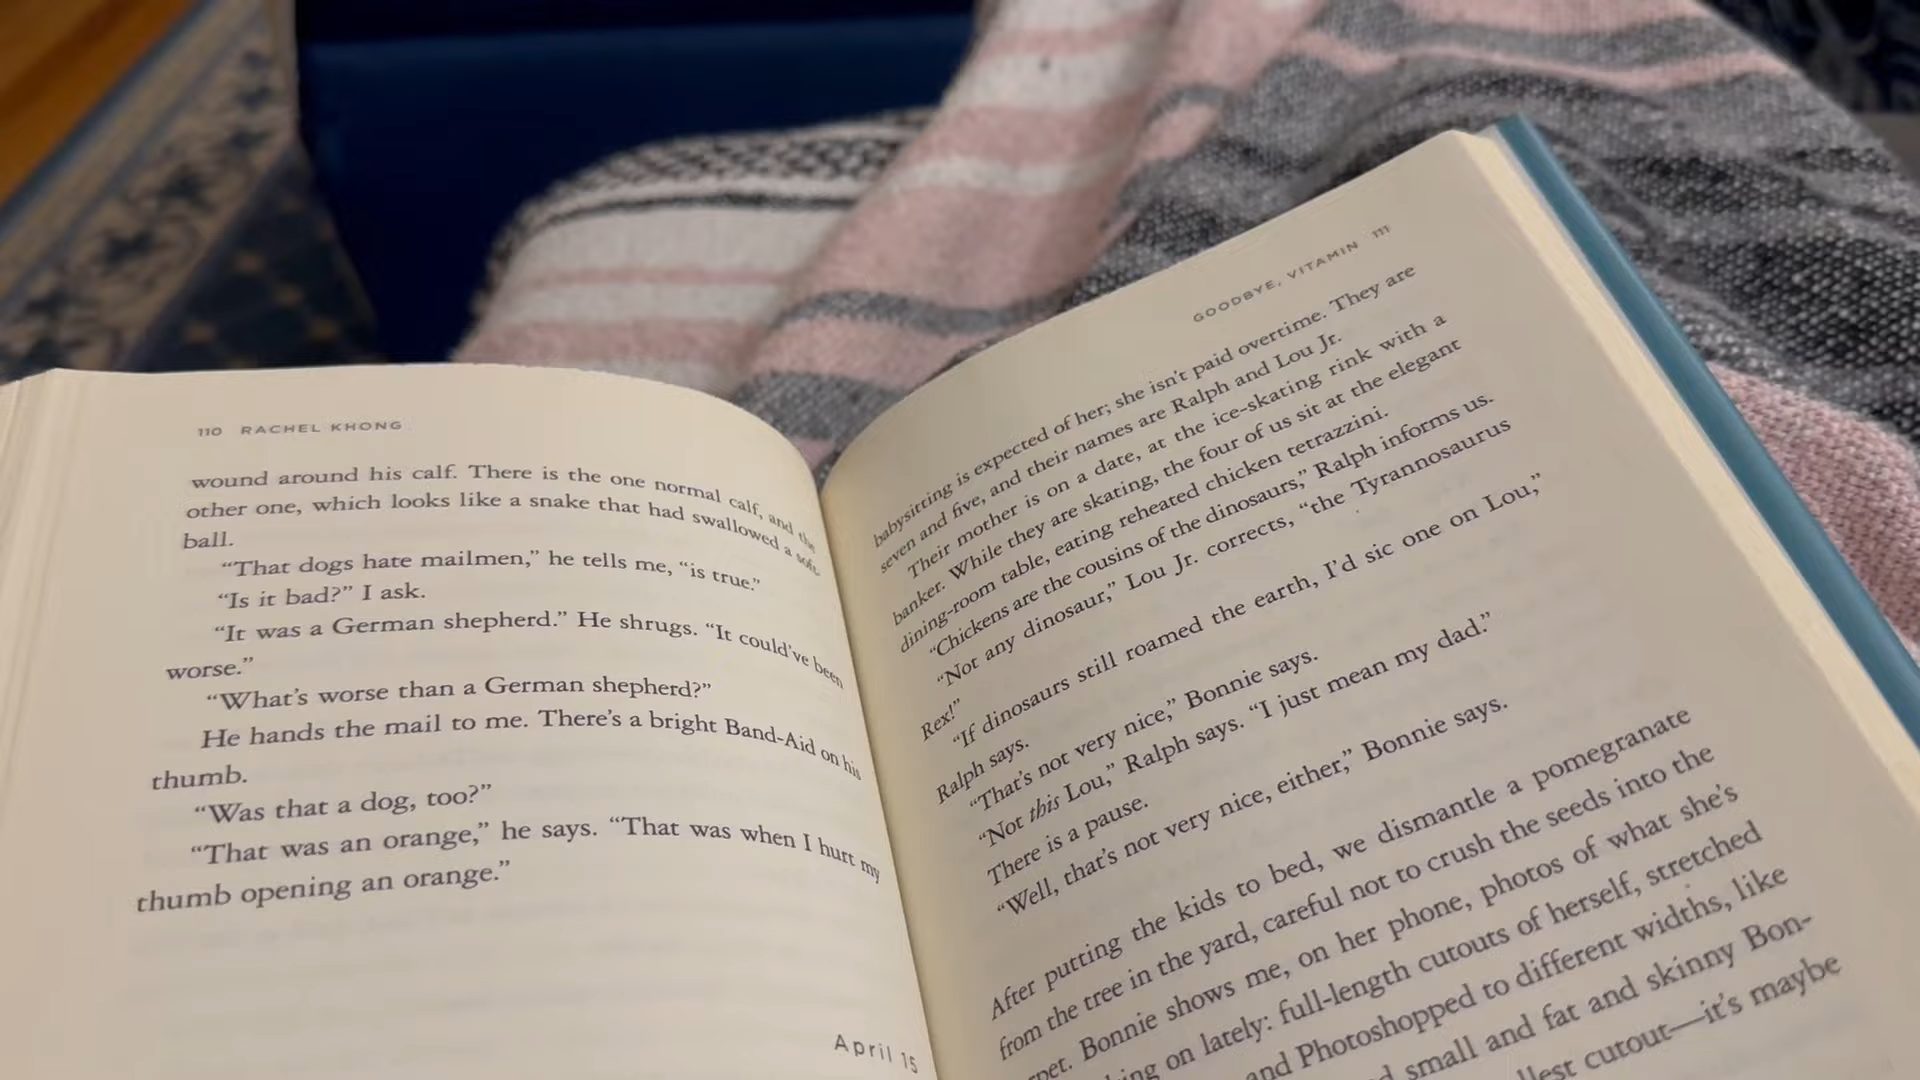 110 RACHEL KHONG
wound around his calf. There is the one normal calf, and the
other one, which looks like a snake that had swallowed a soft-
ball.
“That dogs hate mailmen,” he tells me, “is true.”
“Is it bad?” I ask.
“It was a German shepherd.” He shrugs. “It could’ve been
worse.”
“What’s worse than a German shepherd?”
He hands the mail to me. There’s a bright Band-Aid on his
thumb.
“Was that a dog, too?”
“That was an orange,” he says. “That was when I hurt my
thumb opening an orange.”
April 15
GOODBYE, VITAMIN 111
babysitting is expected of her; she isn’t paid overtime. They are
seven and five, and their names are Ralph and Lou Jr.
Their mother is on a date, at the ice-skating rink with a
banker. While they are skating, the four of us sit at the elegant
dining-room table, eating reheated chicken tetrazzini.
“Chickens are the cousins of the dinosaurs,” Ralph informs us.
“Not any dinosaur,” Lou Jr. corrects, “the Tyrannosaurus
Rex!”
“If dinosaurs still roamed the earth, I’d sic one on Lou,”
Ralph says.
“That’s not very nice,” Bonnie says.
“Not this Lou,” Ralph says. “I just mean my dad.”
There is a pause.
“Well, that’s not very nice, either,” Bonnie says.
After putting the kids to bed, we dismantle a pomegranate
from the tree in the yard, careful not to crush the seeds into the
Bonnie shows me, on her phone, photos of what she’s
on lately: full-length cutouts of herself, stretched
and Photoshopped to different widths, like
small and fat and skinny Bon-
cutout—it’s maybe